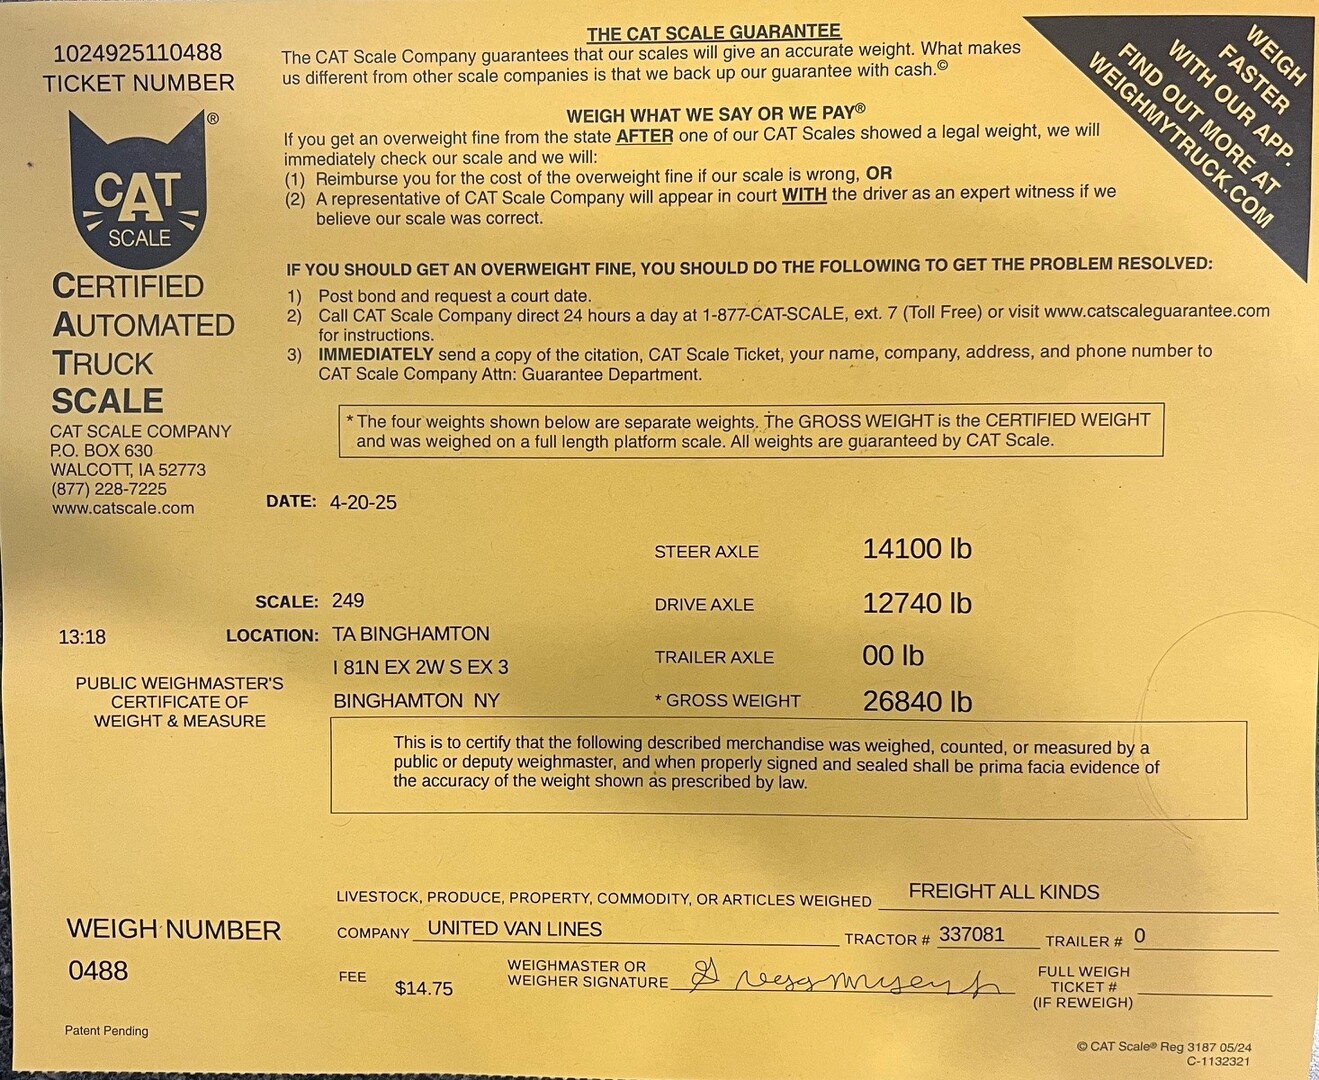 1024925110488
TICKET NUMBER
®
CAT
SCALE
CERTIFIED
AUTOMATED
TRUCK
SCALE
CAT SCALE COMPANY
P.O. BOX 630
WALCOTT, IA 52773
(877) 228-7225
www.catscale.com
THE CAT SCALE GUARANTEE
The CAT Scale Company guarantees that our scales will give an accurate weight. What makes
us different from other scale companies is that we back up our guarantee with cash.©
WEIGH WHAT WE SAY OR WE PAY®
If you get an overweight fine from the state AFTER one of our CAT Scales showed a legal weight, we will
immediately check our scale and we will:
(1) Reimburse you for the cost of the overweight fine if our scale is wrong, OR
(2) A representative of CAT Scale Company will appear in court WITH the driver as an expert witness if we
believe our scale was correct.
WEIGH
FASTER
WITH OUR APP.
FIND OUT MORE AT
WEIGHMYTRUCK.COM
IF YOU SHOULD GET AN OVERWEIGHT FINE, YOU SHOULD DO THE FOLLOWING TO GET THE PROBLEM RESOLVED:
1) Post bond and request a court date.
2) Call CAT Scale Company direct 24 hours a day at 1-877-CAT-SCALE, ext. 7 (Toll Free) or visit www.catscaleguarantee.com
for instructions.
3) IMMEDIATELY send a copy of the citation, CAT Scale Ticket, your name, company, address, and phone number to
CAT Scale Company Attn: Guarantee Department.
* The four weights shown below are separate weights. The GROSS WEIGHT is the CERTIFIED WEIGHT
and was weighed on a full length platform scale. All weights are guaranteed by CAT Scale.
DATE: 4-20-25
STEER AXLE 14100 lb
SCALE: 249
DRIVE AXLE 12740 lb
13:18
LOCATION: TA BINGHAMTON
I 81N EX 2W S EX 3
TRAILER AXLE 00 lb
BINGHAMTON NY
* GROSS WEIGHT 26840 lb
PUBLIC WEIGHMASTER'S
CERTIFICATE OF
WEIGHT & MEASURE
This is to certify that the following described merchandise was weighed, counted, or measured by a
public or deputy weighmaster, and when properly signed and sealed shall be prima facia evidence of
the accuracy of the weight shown as prescribed by law.
LIVESTOCK, PRODUCE, PROPERTY, COMMODITY, OR ARTICLES WEIGHED FREIGHT ALL KINDS
WEIGH NUMBER
0488
COMPANY UNITED VAN LINES TRACTOR # 337081 TRAILER # 0
FEE $14.75
WEIGHMASTER OR
WEIGHER SIGNATURE
FULL WEIGH
TICKET #
(IF REWEIGH)
Patent Pending
© CAT Scale® Reg 3187 05/24
C-1132321